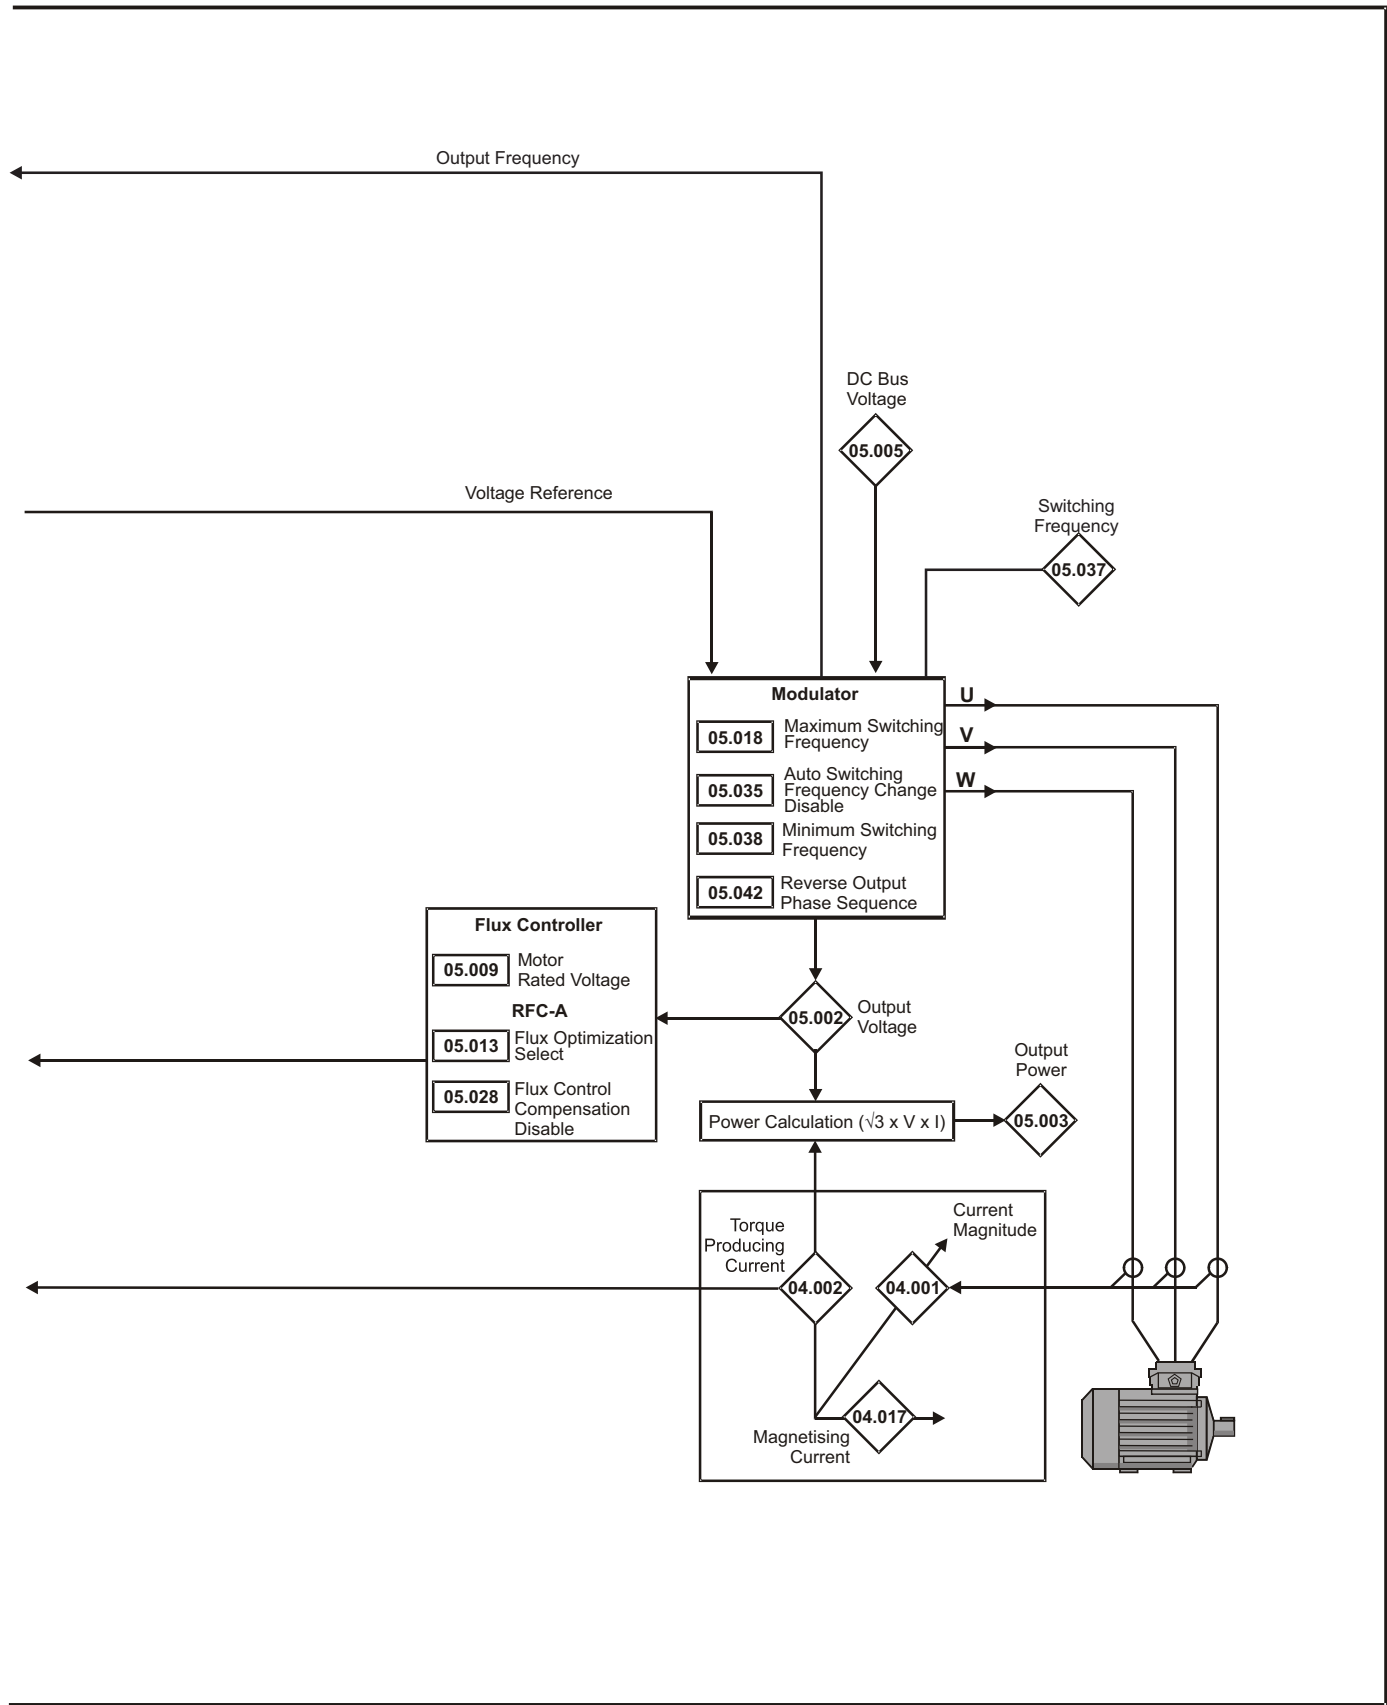 Output Frequency
DC Bus
Voltage
05.005
Voltage Reference
Switching
Frequency
05.037
Modulator
05.018
Maximum Switching
Frequency
05.035
Auto Switching
Frequency Change
Disable
05.038
Minimum Switching
Frequency
05.042
Reverse Output
Phase Sequence
U
V
W
Flux Controller
05.009
Motor
Rated Voltage
RFC-A
05.013
Flux Optimization
Select
05.028
Flux Control
Compensation
Disable
05.002
Output
Voltage
Output
Power
Power Calculation (√3 x V x I)
05.003
Torque
Producing
Current
04.002
Current
Magnitude
04.001
04.017
Magnetising
Current